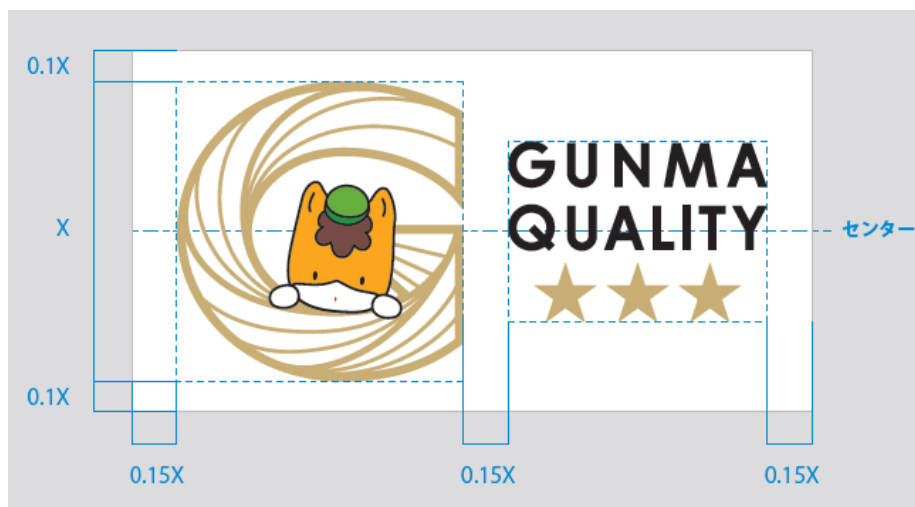 0.1X
X
0.1X
GUNMA
QUALITY
センター
0.15X
0.15X
0.15X